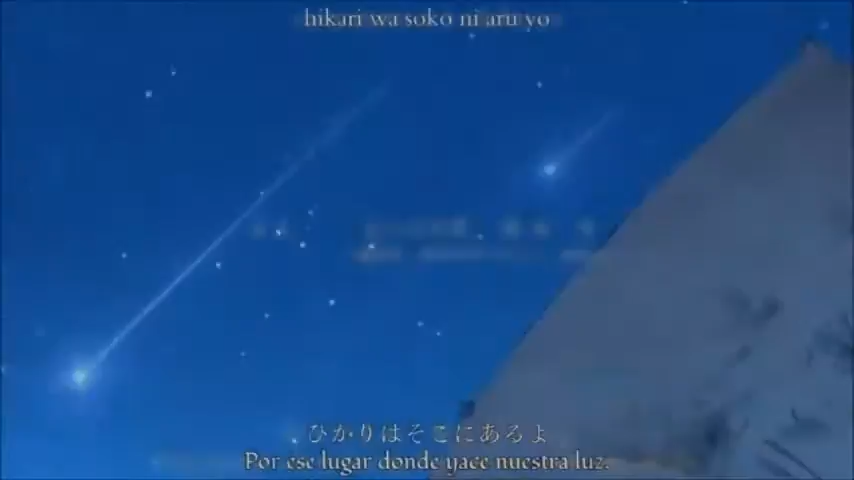 hikari wa soko ni aru yo
ひかりはそこにあるよ
Por ese lugar donde yace nuestra luz.